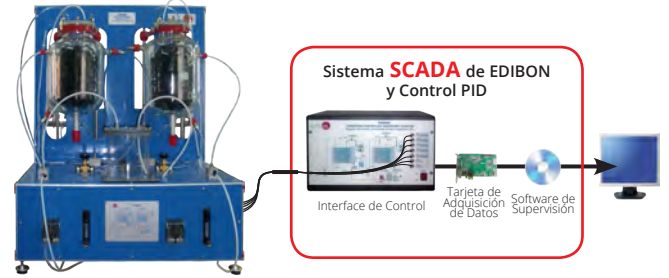 Sistema SCADA de EDIBON
y Control PID
Interface de Control
Tarjeta de
Adquisición
de Datos
Software de
Supervisión